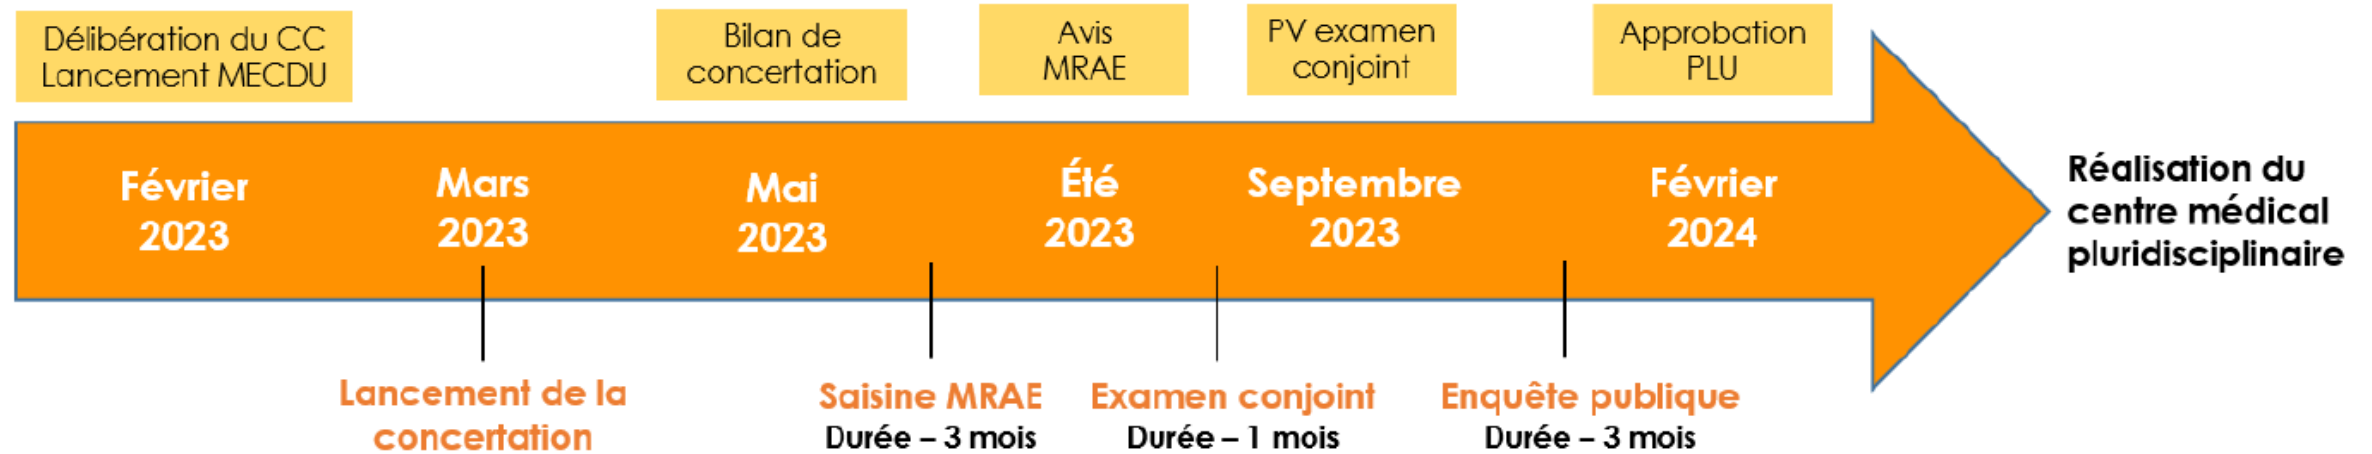 Délibération du CC
Lancement MECDU
Bilan de
concertation
Avis
MRAE
PV examen
conjoint
Approbation
PLU
Février
2023
Mars
2023
Mai
2023
Été
2023
Septembre
2023
Février
2024
Réalisation du
centre médical
pluridisciplinaire
Lancement de la
concertation
Saisine MRAE
Durée – 3 mois
Examen conjoint
Durée – 1 mois
Enquête publique
Durée – 3 mois